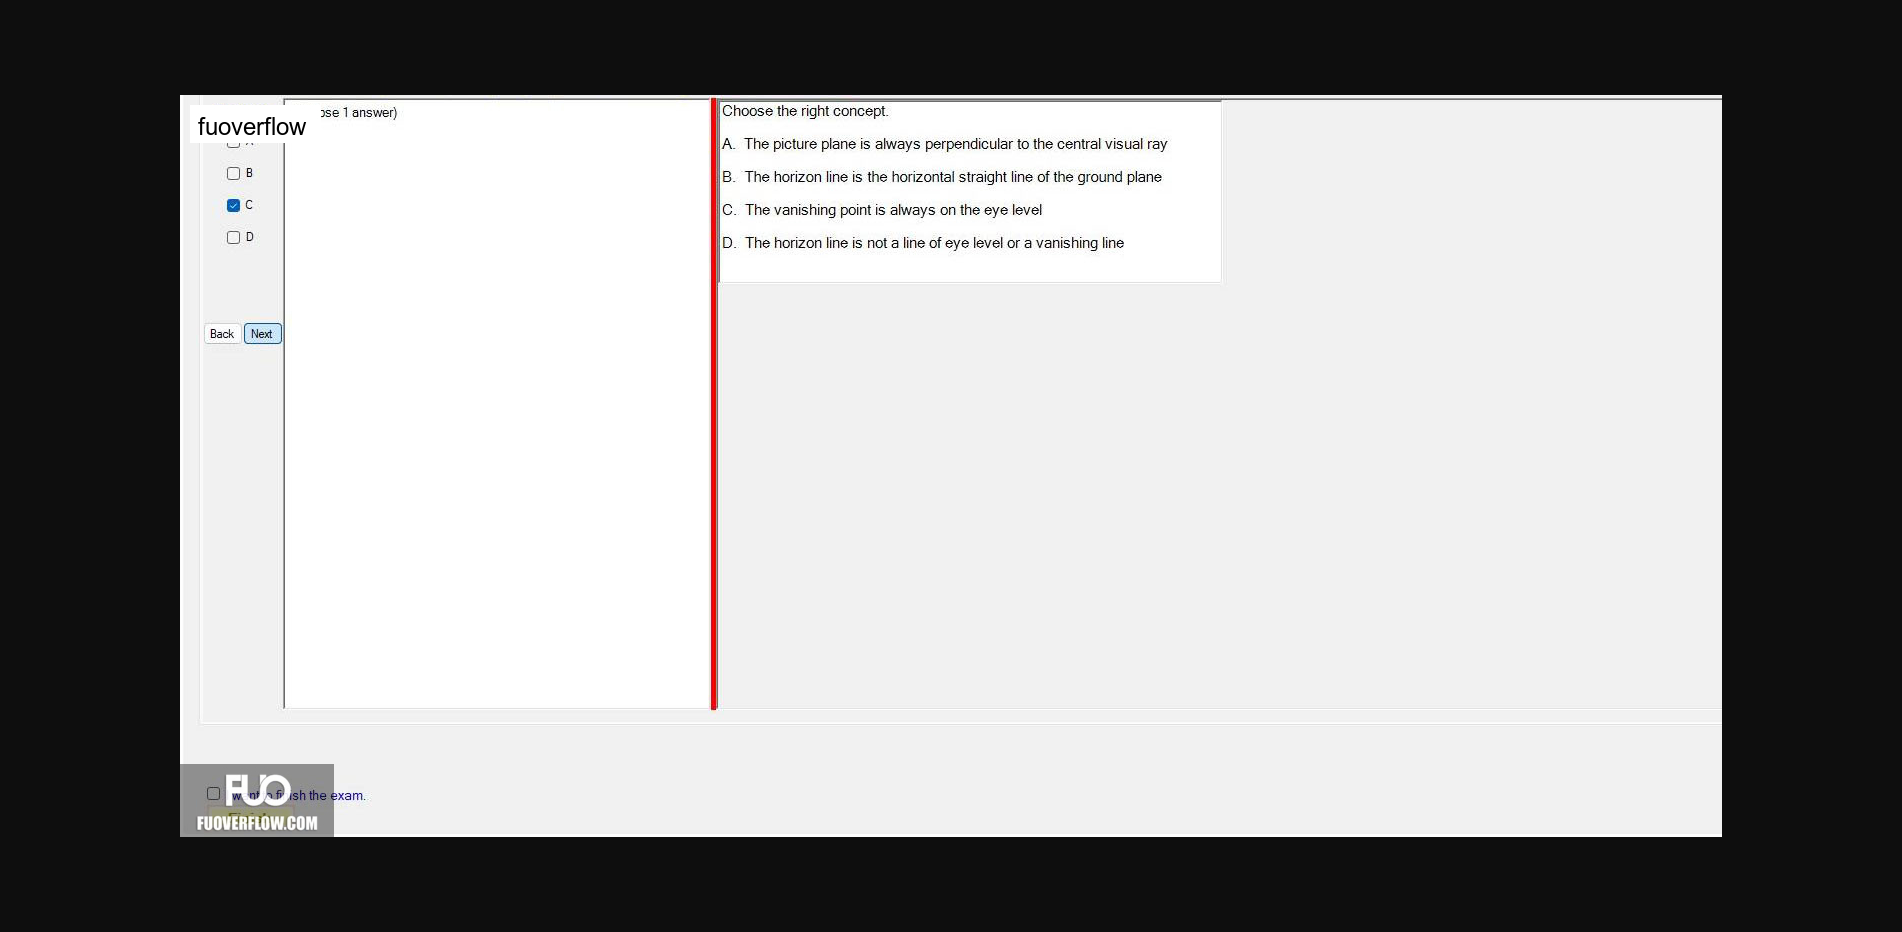 ose 1 answer)
fuoverflow
B
C
D
Back Next
Choose the right concept.
A. The picture plane is always perpendicular to the central visual ray
B. The horizon line is the horizontal straight line of the ground plane
C. The vanishing point is always on the eye level
D. The horizon line is not a line of eye level or a vanishing line
FUO
want to finish the exam.
FUOVERFLOW.COM